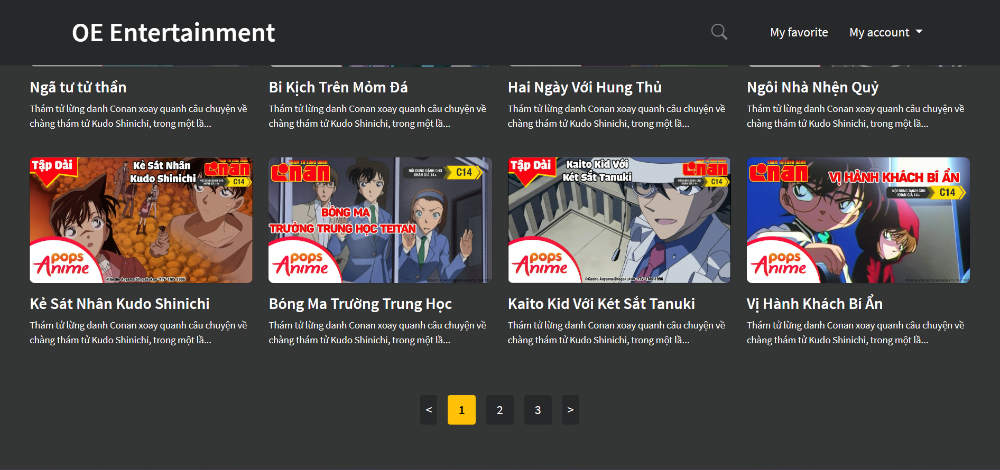 OE Entertainment
My favorite
My account
Ngã tư tử thần
Thám tử lừng danh Conan xoay quanh câu chuyện về
chàng thám tử Kudo Shinichi, trong một lầ...
Bi Kịch Trên Mỏm Đá
Thám tử lừng danh Conan xoay quanh câu chuyện về
chàng thám tử Kudo Shinichi, trong một lầ...
Hai Ngày Với Hung Thủ
Thám tử lừng danh Conan xoay quanh câu chuyện về
chàng thám tử Kudo Shinichi, trong một lầ...
Ngôi Nhà Nhện Quỷ
Thám tử lừng danh Conan xoay quanh câu chuyện về
chàng thám tử Kudo Shinichi, trong một lầ...
Tập Dài
Kẻ Sát Nhân
Kudo Shinichi
THÁM TỬ LỪNG DANH
Conan
NỘI DUNG DÀNH CHO
KHÁN GIẢ 14+
C14
pops
Anime
©Gosho Aoyama/Shogakukan-YTV-TMS 1996
Kẻ Sát Nhân Kudo Shinichi
Thám tử lừng danh Conan xoay quanh câu chuyện về
chàng thám tử Kudo Shinichi, trong một lầ...
THÁM TỬ LỪNG DANH
Conan
NỘI DUNG DÀNH CHO
KHÁN GIẢ 14+
C14
BÓNG MA
TRƯỜNG TRUNG HỌC TEITAN
pops
Anime
©Gosho Aoyama/Shogakukan YTV TMS 1996
Bóng Ma Trường Trung Học
Thám tử lừng danh Conan xoay quanh câu chuyện về
chàng thám tử Kudo Shinichi, trong một lầ...
Tập Dài
Kaito Kid Với
Két Sắt Tanuki
THÁM TỬ LỪNG DANH
Conan
NỘI DUNG DÀNH CHO
KHÁN GIẢ 14+
C14
pops
Anime
©Gosho Aoyama/Shogakukan-YTV-TMS 1996
Kaito Kid Với Két Sắt Tanuki
Thám tử lừng danh Conan xoay quanh câu chuyện về
chàng thám tử Kudo Shinichi, trong một lầ...
THÁM TỬ LỪNG DANH
Conan
VỊ HÀNH KHÁCH BÍ ẨN
NỘI DUNG DÀNH CHO
KHÁN GIẢ 14+
C14
pops
Anime
©Gosho Aoyama/Shogakukan YTV TMS 1996
Vị Hành Khách Bí Ẩn
Thám tử lừng danh Conan xoay quanh câu chuyện về
chàng thám tử Kudo Shinichi, trong một lầ...
< 1 2 3 >